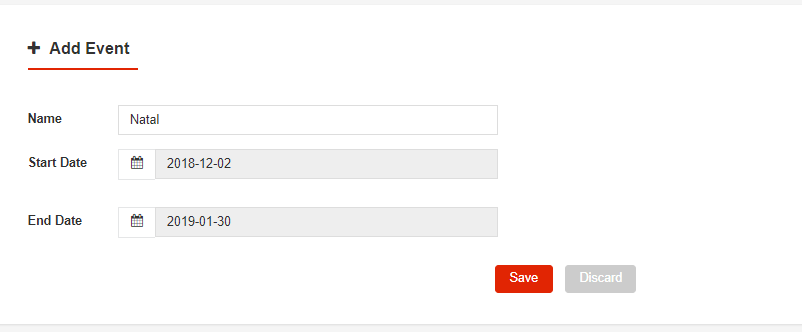 Add Event
Name Natal
Start Date 2018-12-02
End Date 2019-01-30
Save Discard